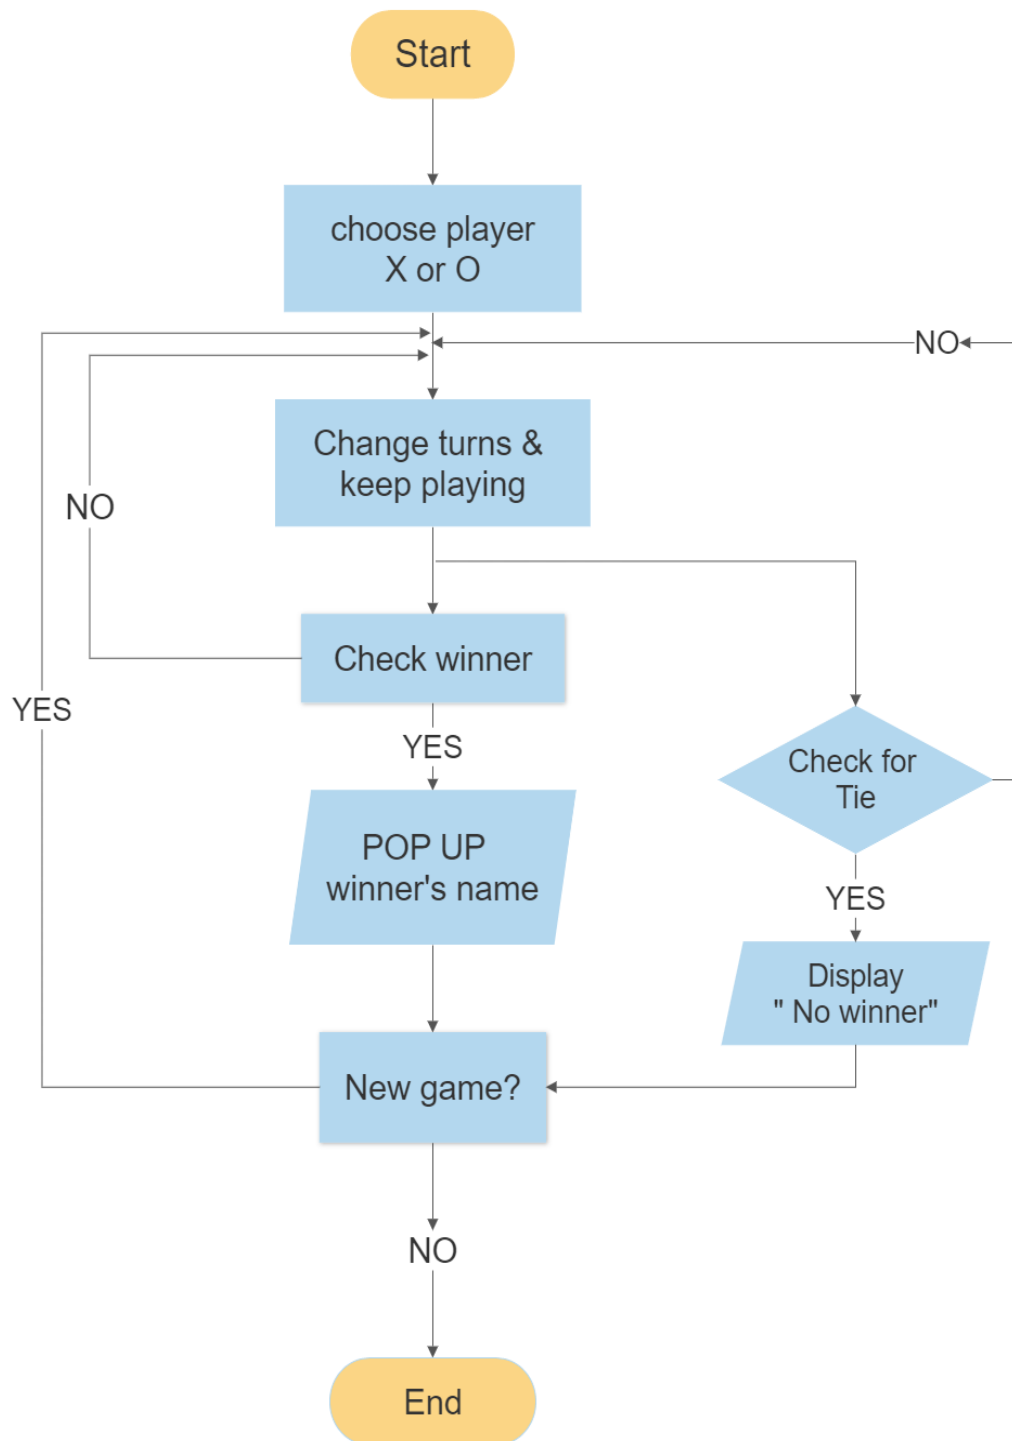 Start
choose player
X or O
NO
Change turns &
keep playing
NO
Check winner
YES
YES
Check for
Tie
POP UP
winner's name
YES
Display
" No winner"
New game?
NO
End